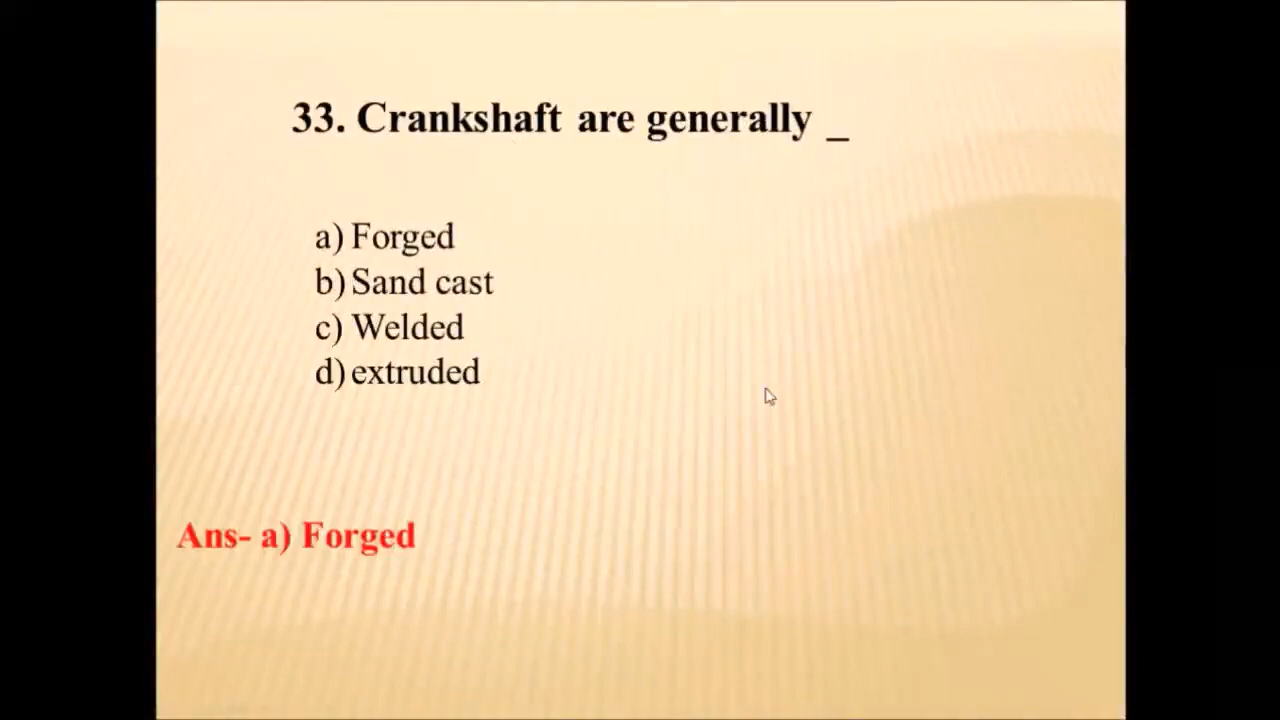 33. Crankshaft are generally _
a) Forged
b) Sand cast
c) Welded
d) extruded
Ans- a) Forged